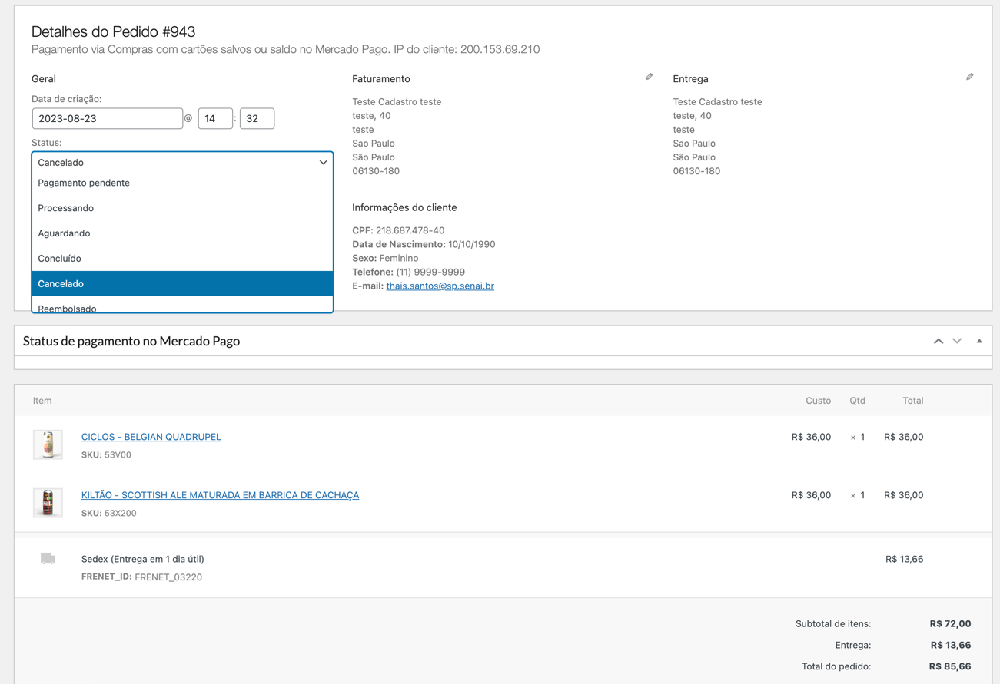 Detalhes do Pedido #943
Pagamento via Compras com cartões salvos ou saldo no Mercado Pago. IP do cliente: 200.153.69.210
Geral
Data de criação:
2023-08-23 @ 14 : 32
Status:
Cancelado
Pagamento pendente
Processando
Aguardando
Concluído
Cancelado
Reembolsado
Faturamento
Teste Cadastro teste
teste, 40
teste
Sao Paulo
São Paulo
06130-180
Informações do cliente
CPF: 218.687.478-40
Data de Nascimento: 10/10/1990
Sexo: Feminino
Telefone: (11) 9999-9999
E-mail: thais.santos@sp.senai.br
Entrega
Teste Cadastro teste
teste, 40
teste
Sao Paulo
São Paulo
06130-180
Status de pagamento no Mercado Pago
Item Custo Qtd Total
CICLOS - BELGIAN QUADRUPEL R$ 36,00 × 1 R$ 36,00
SKU: 53V00
KILTÃO - SCOTTISH ALE MATURADA EM BARRICA DE CACHAÇA R$ 36,00 × 1 R$ 36,00
SKU: 53X200
Sedex (Entrega em 1 dia útil) R$ 13,66
FRENET_ID: FRENET_03220
Subtotal de itens: R$ 72,00
Entrega: R$ 13,66
Total do pedido: R$ 85,66